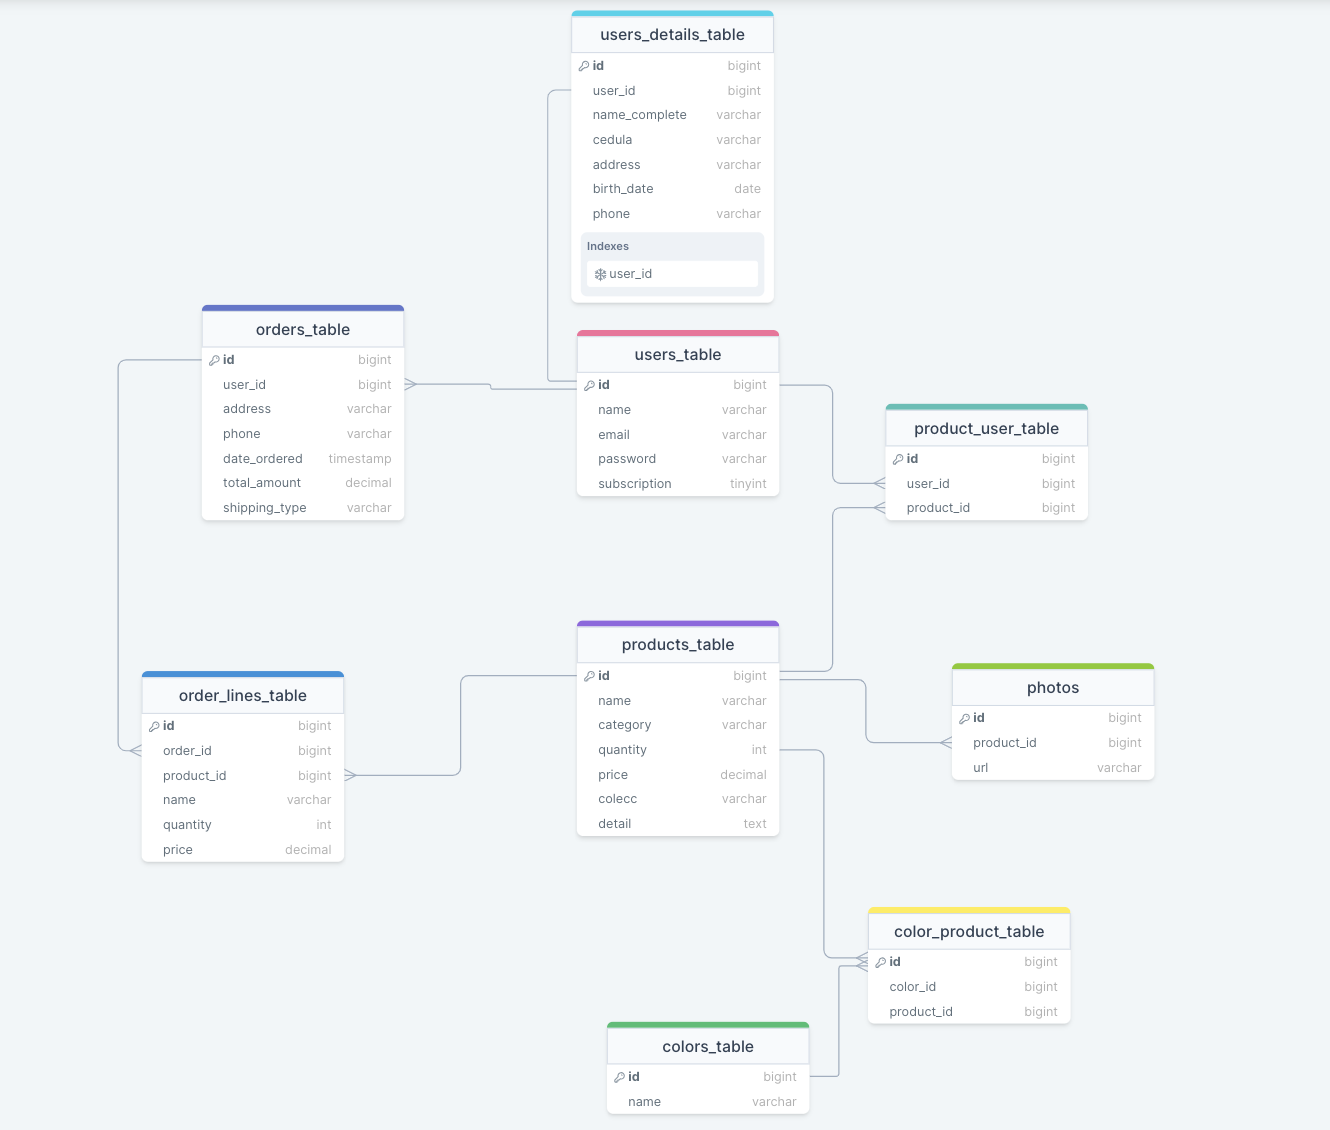 users_details_table
id bigint
user_id bigint
name_complete varchar
cedula varchar
address varchar
birth_date date
phone varchar
Indexes
user_id
orders_table
id bigint
user_id bigint
address varchar
phone varchar
date_ordered timestamp
total_amount decimal
shipping_type varchar
users_table
id bigint
name varchar
email varchar
password varchar
subscription tinyint
product_user_table
id bigint
user_id bigint
product_id bigint
products_table
id bigint
name varchar
category varchar
quantity int
price decimal
colecc varchar
detail text
order_lines_table
id bigint
order_id bigint
product_id bigint
name varchar
quantity int
price decimal
photos
id bigint
product_id bigint
url varchar
color_product_table
id bigint
color_id bigint
product_id bigint
colors_table
id bigint
name varchar